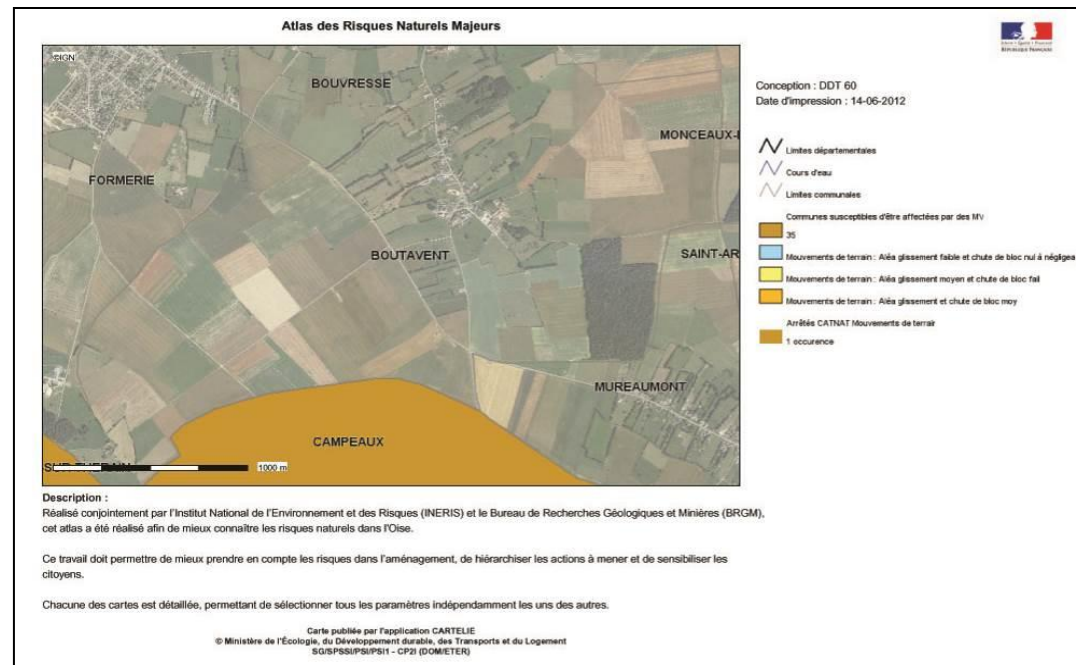 Atlas des Risques Naturels Majeurs
©IGN
BOUVRESSE
MONCEAUX-L
FORMERIE
BOUTAVENT
SAINT-AR
MUREAUMONT
CAMPEAUX
1000 m
Conception : DDT 60
Date d'impression : 14-06-2012
Limites départementales
Cours d'eau
Limites communales
Communes susceptibles d'être affectées par des MV
35
Mouvements de terrain : Aléa glissement faible et chute de bloc nul à négligea
Mouvements de terrain : Aléa glissement moyen et chute de bloc fail
Mouvements de terrain : Aléa glissement et chute de bloc moy
Arrêtés CATNAT Mouvements de terrair
1 occurence
Description :
Réalisé conjointement par l'Institut National de l'Environnement et des Risques (INERIS) et le Bureau de Recherches Géologiques et Minières (BRGM),
cet atlas a été réalisé afin de mieux connaître les risques naturels dans l'Oise.
Ce travail doit permettre de mieux prendre en compte les risques dans l'aménagement, de hiérarchiser les actions à mener et de sensibiliser les
citoyens.
Chacune des cartes est détaillée, permettant de sélectionner tous les paramètres indépendamment les uns des autres.
Carte publiée par l'application CARTELIE
© Ministère de l'Écologie, du Développement durable, des Transports et du Logement
SG/SPSSI/PSI/PSI1 - CP2I (DOM/ETER)